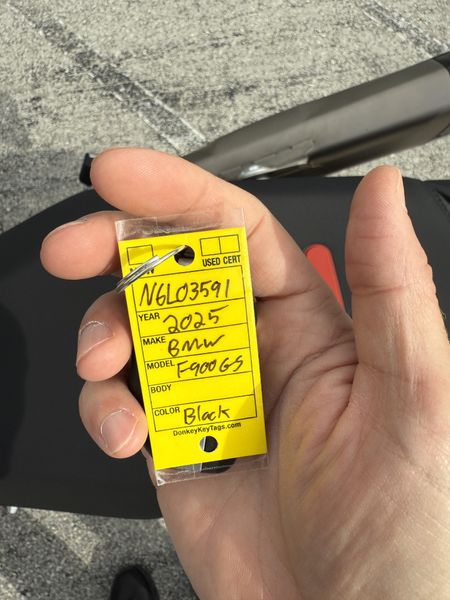 USED CERT
N6L03591
YEAR 2025
MAKE BMW
MODEL F900GS
BODY
COLOR Black
DonkeyKeyTags.com